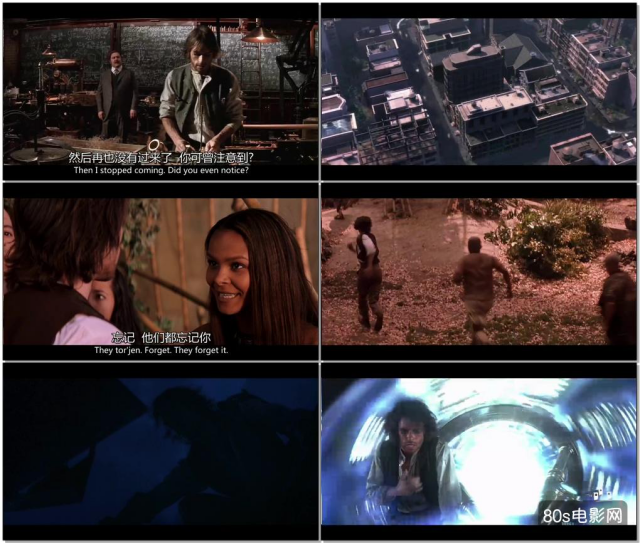 然后再也没有过来了 你可曾注意到?
Then I stopped coming. Did you even notice?
忘记 他们都忘记你
They tor'jen. Forget. They forget it.
80s电影网